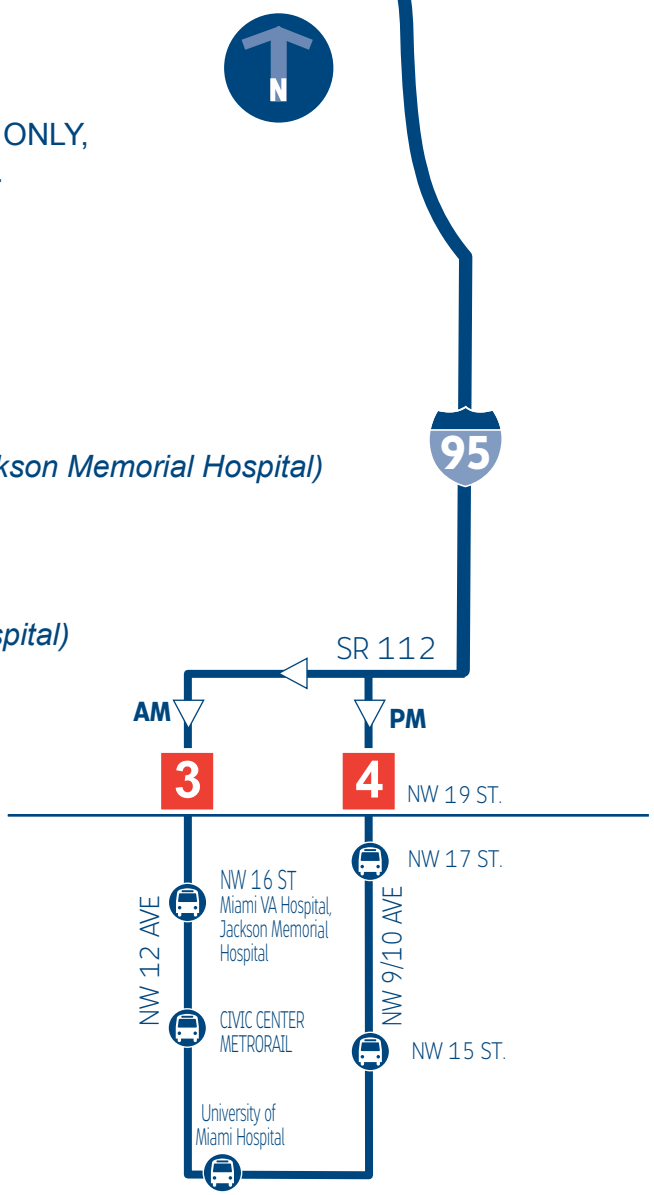 N
ONLY,
95
kson Memorial Hospital)
spital)
SR 112
AM
PM
3
4
NW 19 ST.
NW 17 ST.
NW 16 ST
Miami VA Hospital,
Jackson Memorial
Hospital
NW 12 AVE
NW 9/10 AVE
CIVIC CENTER
METRORAIL
NW 15 ST.
University of
Miami Hospital